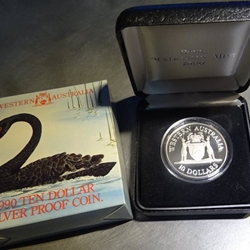 WESTERN AUSTRALIA
1990 TEN DOLLAR
SILVER PROOF COIN.
WESTERN AUSTRALIA
10 DOLLARS